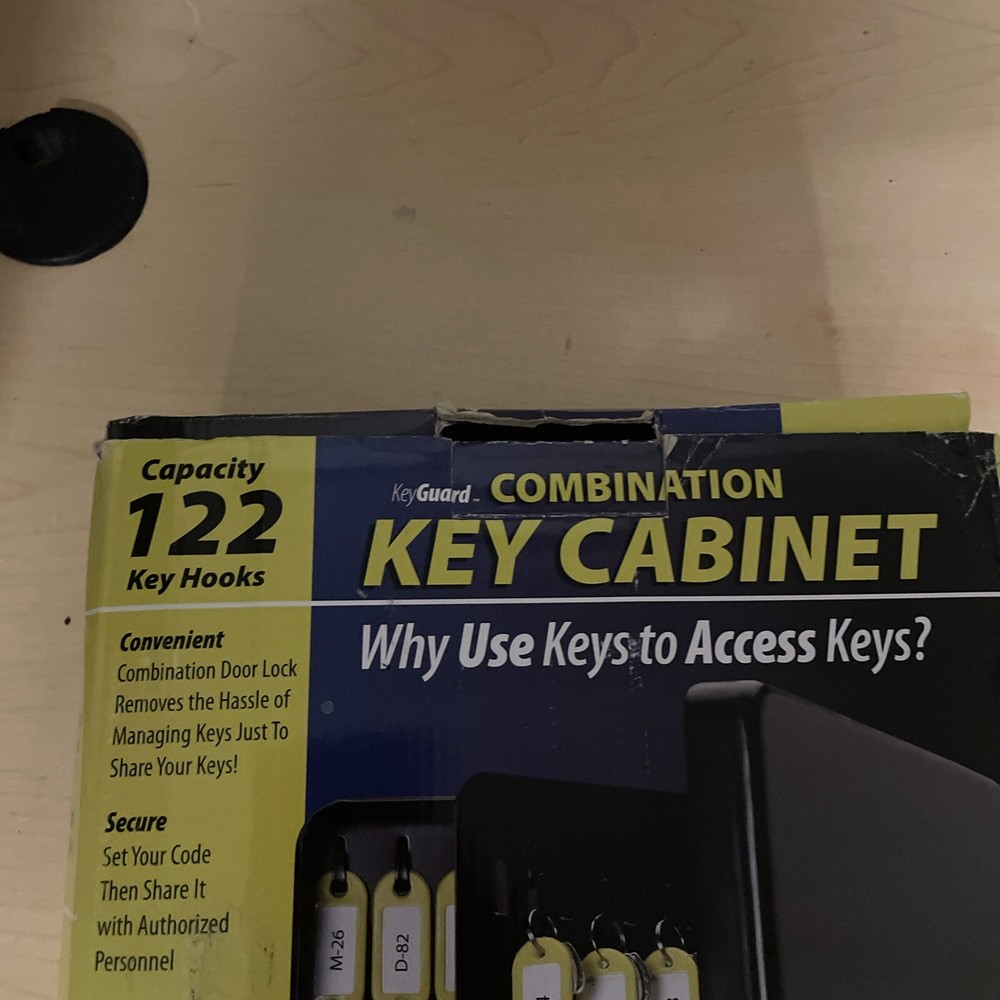 Capacity
122
Key Hooks
Convenient
Combination Door Lock
Removes the Hassle of
Managing Keys Just To
Share Your Keys!
Secure
Set Your Code
Then Share It
with Authorized
Personnel
KeyGuard™ COMBINATION
KEY CABINET
Why Use Keys to Access Keys?
M-26
D-82